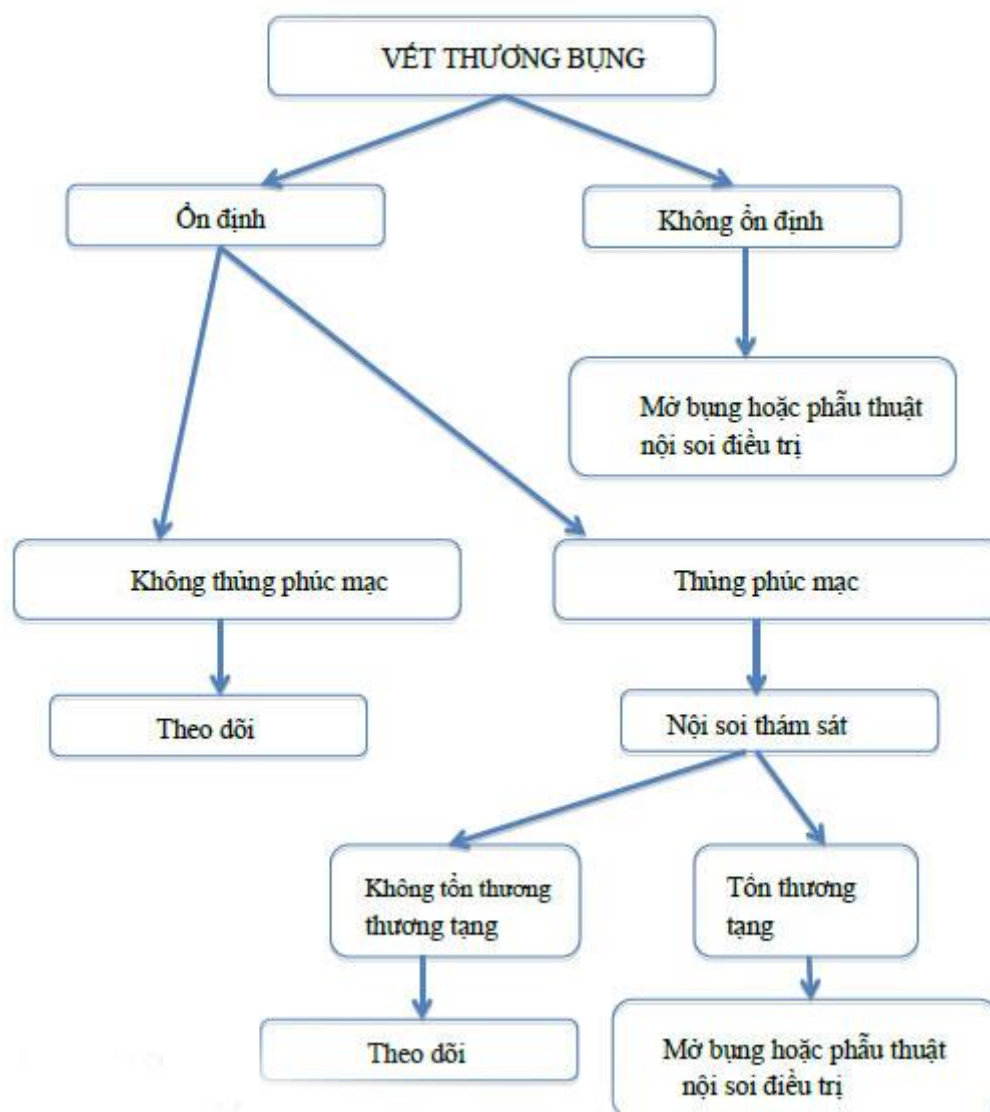 VẾT THƯƠNG BỤNG
Ổn định
Không ổn định
Mở bụng hoặc phẫu thuật
nội soi điều trị
Không thủng phúc mạc
Thủng phúc mạc
Theo dõi
Nội soi thám sát
Không tổn thương
thương tạng
Tổn thương
tạng
Theo dõi
Mở bụng hoặc phẫu thuật
nội soi điều trị